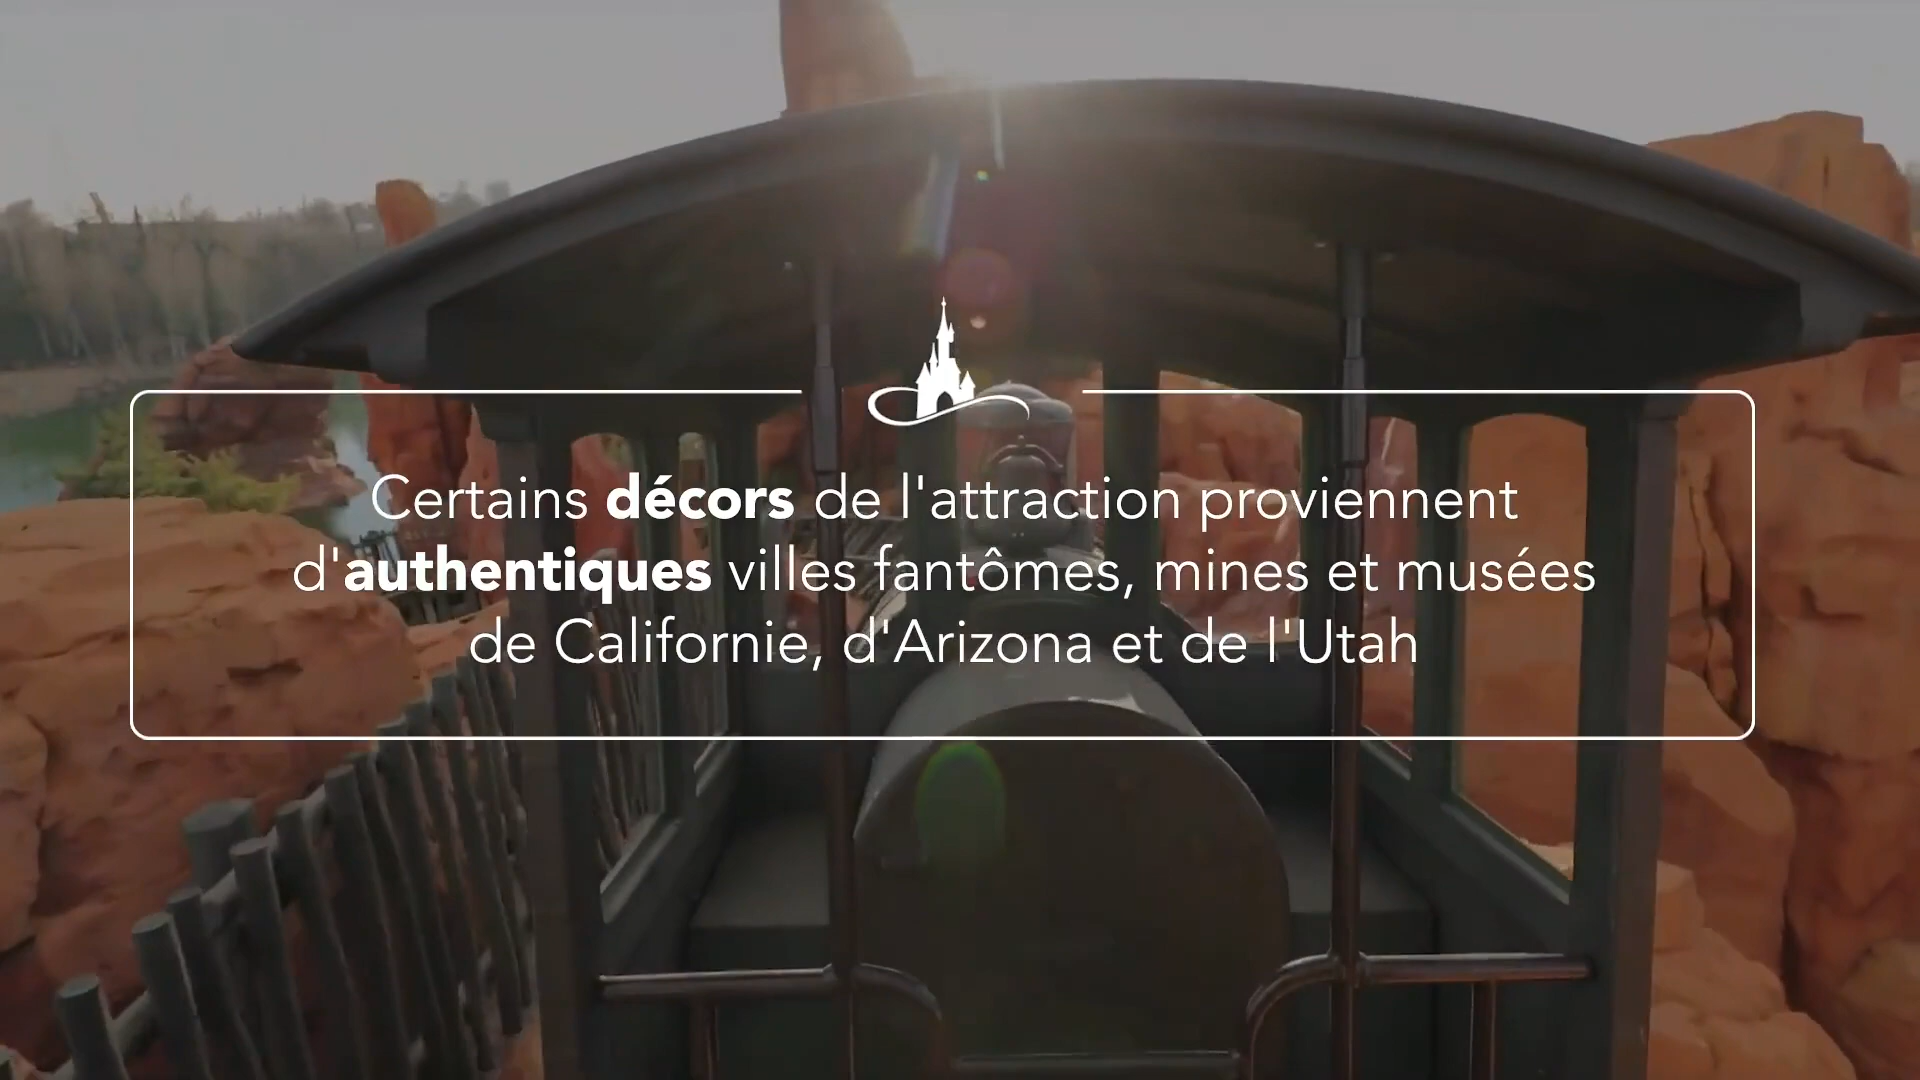 Certains décors de l'attraction proviennent
d'authentiques villes fantômes, mines et musées
de Californie, d'Arizona et de l'Utah